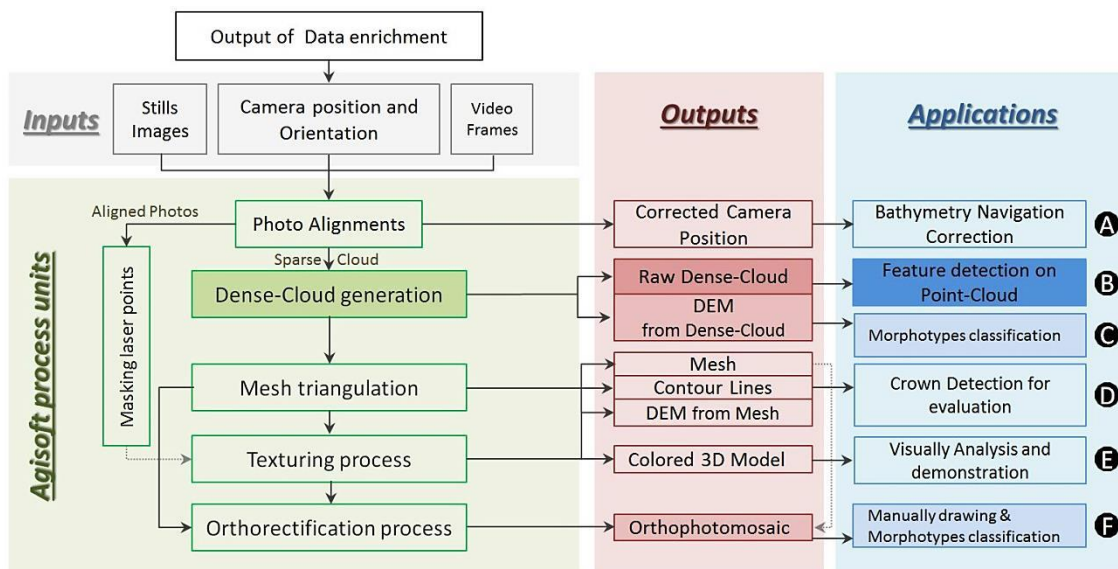 Output of Data enrichment
Inputs
Stills
Images
Camera position and
Orientation
Video
Frames
Outputs
Applications
Agisoft process units
Aligned Photos
Masking laser points
Photo Alignments
Sparse Cloud
Dense-Cloud generation
Mesh triangulation
Texturing process
Orthorectification process
Corrected Camera
Position
Raw Dense-Cloud
DEM
from Dense-Cloud
Mesh
Contour Lines
DEM from Mesh
Colored 3D Model
Orthophotomosaic
Bathymetry Navigation
Correction
A
Feature detection on
Point-Cloud
B
Morphotypes classification
C
Crown Detection for
evaluation
D
Visually Analysis and
demonstration
E
Manually drawing &
Morphotypes classification
F